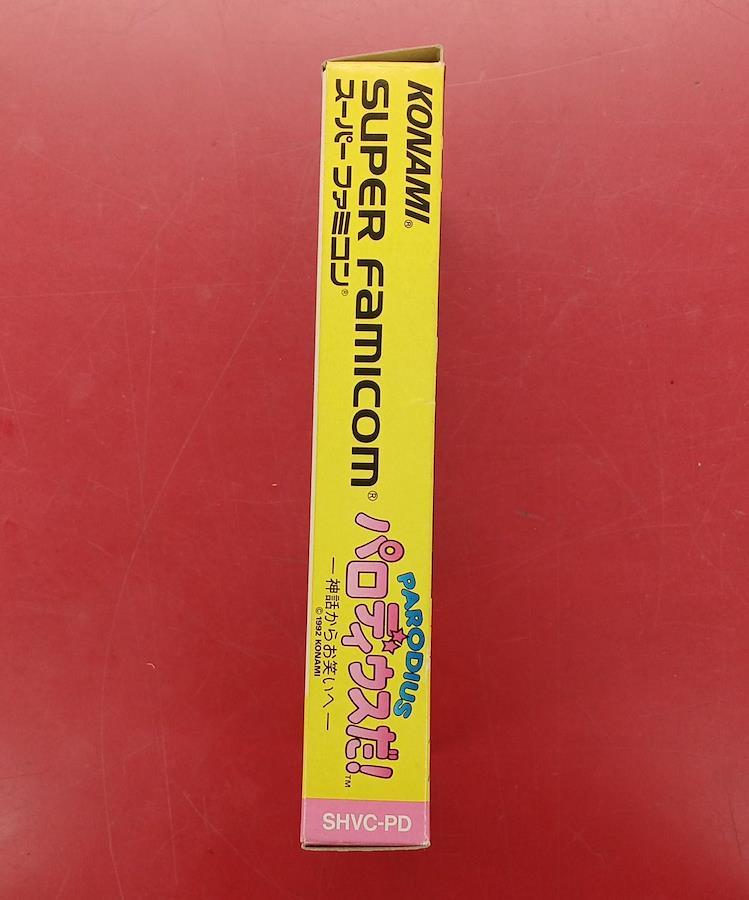 KONAMI®
SUPER FAMICOM®
スーパーファミコン®
PARODIUS
パロディウスだ!™
―神話からお笑いへ―
©1992 KONAMI
SHVC-PD